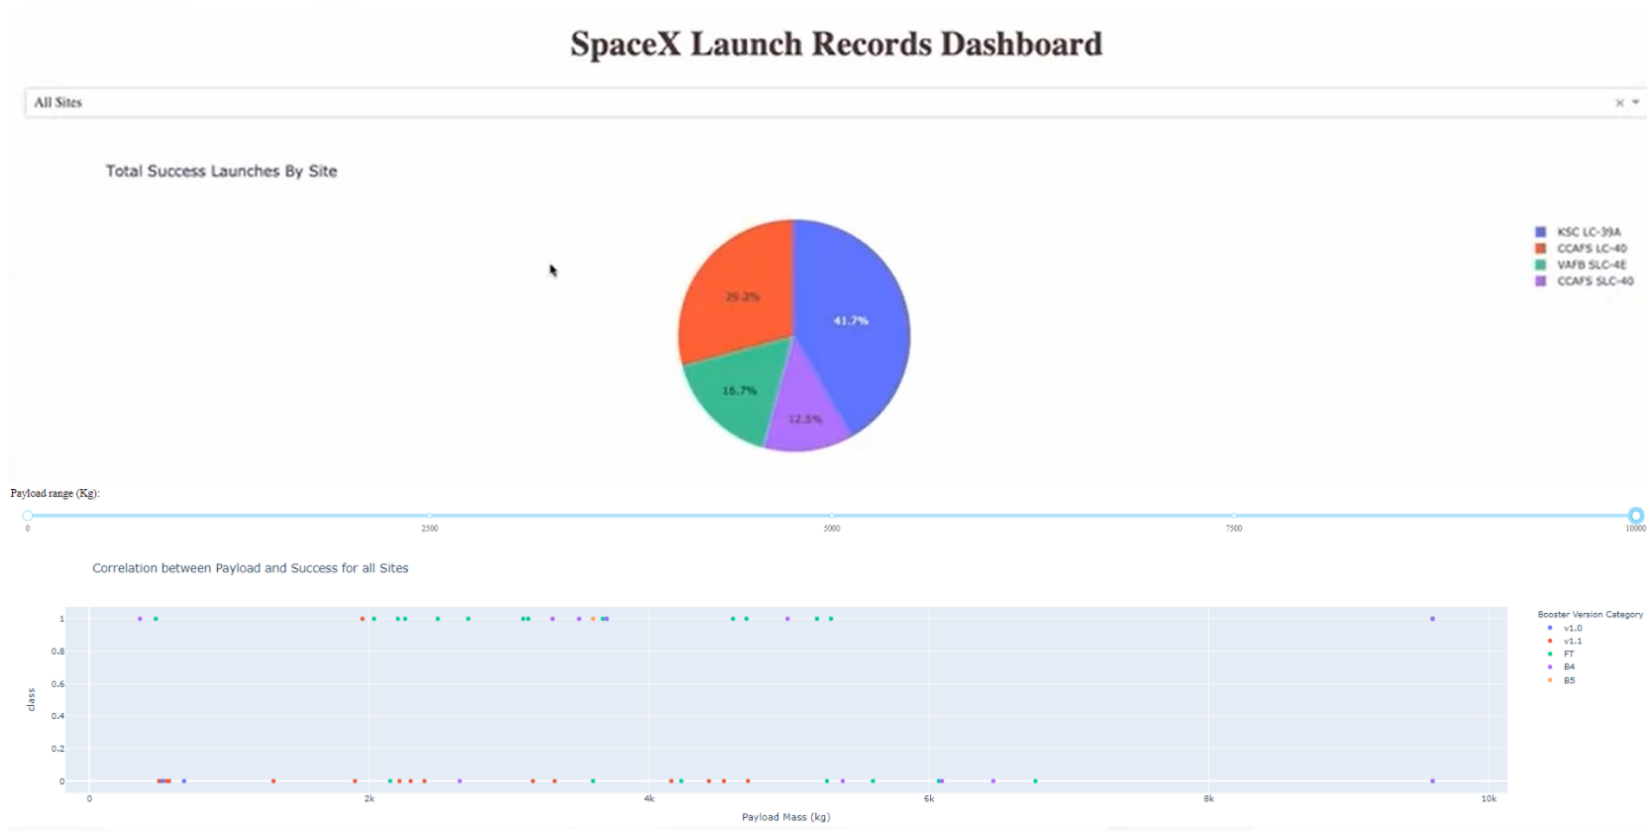 SpaceX Launch Records Dashboard
All Sites
Total Success Launches By Site
KSC LC-39A
CCAFS LC-40
VAFB SLC-4E
CCAFS SLC-40
29.2%
41.7%
16.7%
12.5%
Payload range (Kg):
0 2500 5000 7500 10000
Correlation between Payload and Success for all Sites
Booster Version Category
v1.0
v1.1
FT
B4
B5
class
1
0.8
0.6
0.4
0.2
0
0 2k 4k 6k 8k 10k
Payload Mass (kg)